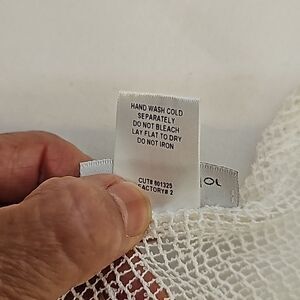 HAND WASH COLD
SEPARATELY
DO NOT BLEACH
LAY FLAT TO DRY
DO NOT IRON
CUT# 801325
FACTORY# 2